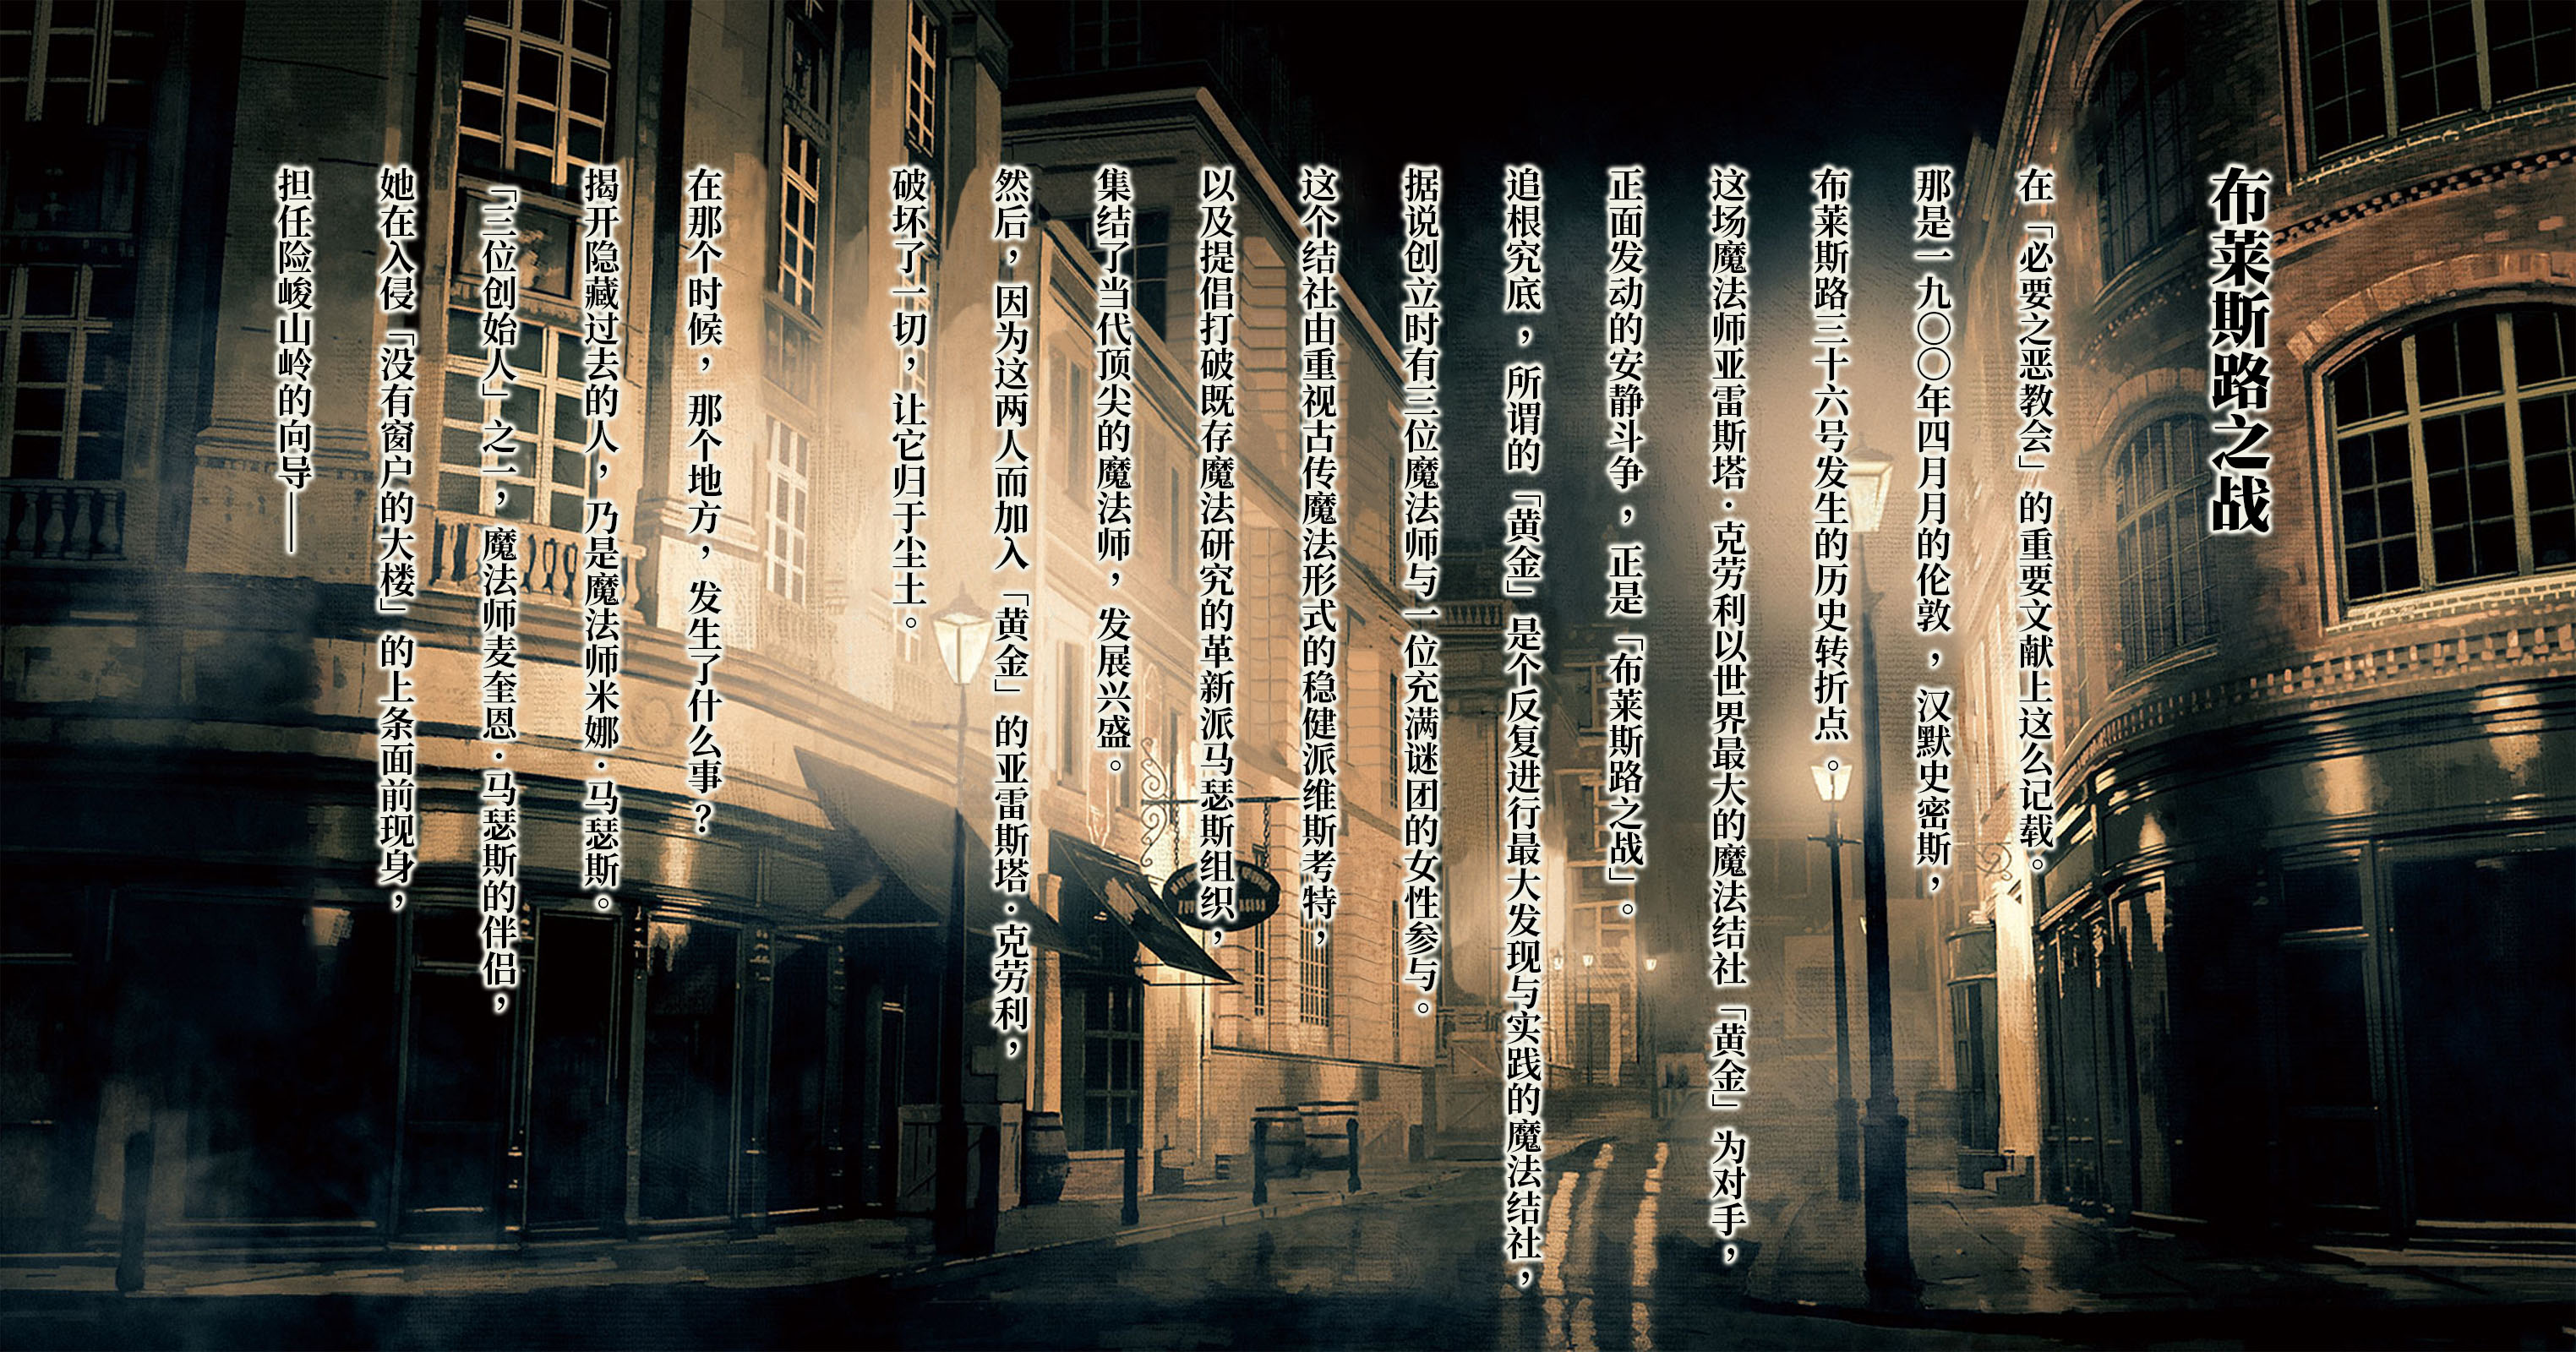 布莱斯路之战
在「必要之恶教会」的重要文献上这么记载。
那是一九〇〇年四月月的伦敦，汉默史密斯，
布莱斯路三十六号发生的历史转折点。
这场魔法师亚雷斯塔·克劳利以世界最大的魔法结社「黄金」为对手，
正面发动的安静斗争，正是「布莱斯路之战」。
追根究底，所谓的「黄金」是个反复进行最大发现与实践的魔法结社，
据说创立时有三位魔法师与一位充满谜团的女性参与。
这个结社由重视古传魔法形式的稳健派维斯考特，
以及提倡打破既存魔法研究的革新派马瑟斯组织，
集结了当代顶尖的魔法师，发展兴盛。
然后，因为这两人而加入「黄金」的亚雷斯塔·克劳利，
破坏了一切，让它归于尘土。
在那个时候，那个地方，发生了什么事？
揭开隐藏过去的人，乃是魔法师米娜·马瑟斯。
「三位创始人」之一，魔法师麦奎恩·马瑟斯的伴侣，
她在入侵「没有窗户的大楼」的上条面前现身，
担任险峻山岭的向导——